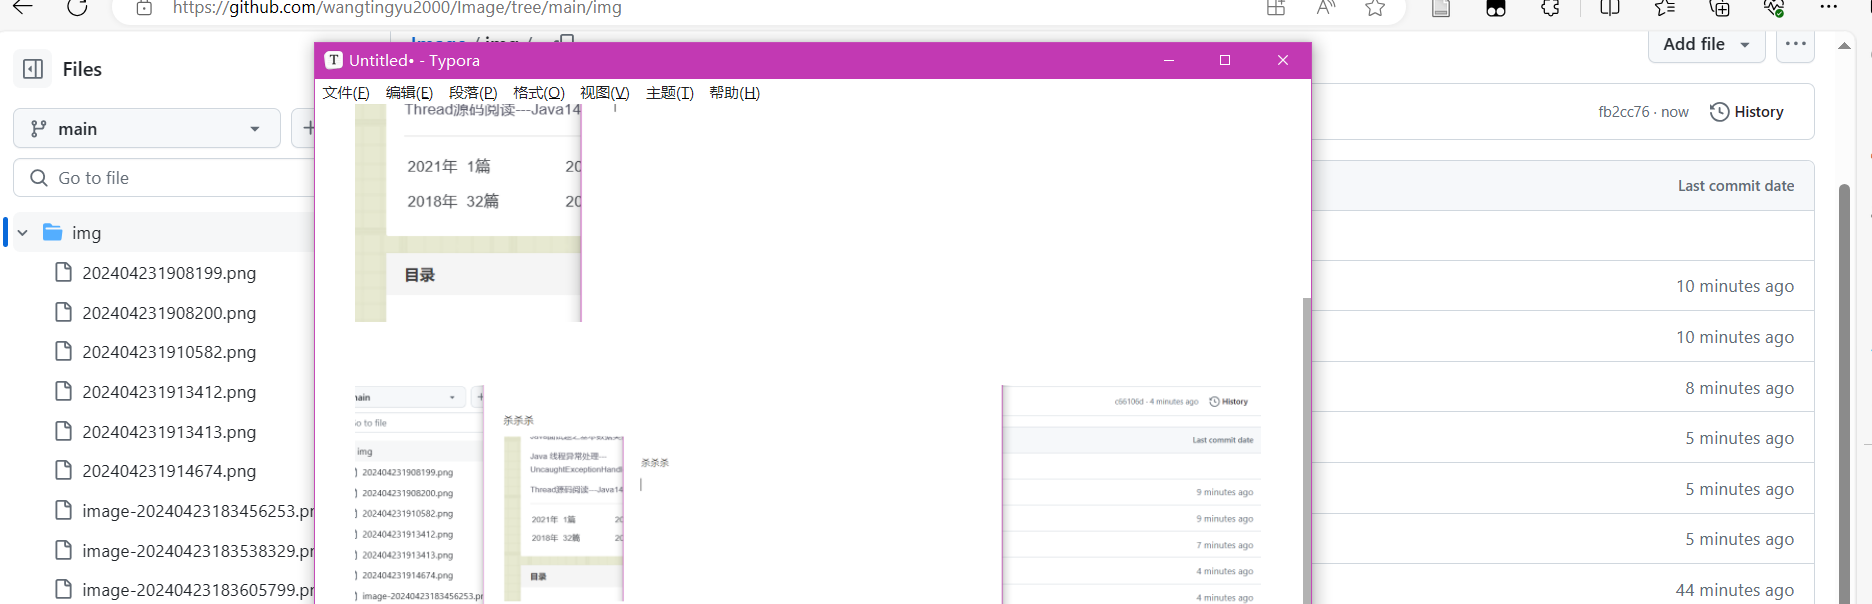 https://github.com/wangtingyu2000/Image/tree/main/img
Files
Add file
main
fb2cc76 · now
History
Go to file
Last commit date
img
202404231908199.png
202404231908200.png
202404231910582.png
202404231913412.png
202404231913413.png
202404231914674.png
image-20240423183456253.pr
image-20240423183538329.pr
image-20240423183605799.pr
Untitled• - Typora
文件(F) 编辑(E) 段落(P) 格式(O) 视图(V) 主题(T) 帮助(H)
Thread源码阅读---Java14
2021年 1篇 20
2018年 32篇 20
目录
10 minutes ago
10 minutes ago
8 minutes ago
5 minutes ago
5 minutes ago
5 minutes ago
44 minutes ago
c66106d · 4 minutes ago
History
to file
Last commit date
img
202404231908199.png
202404231908200.png
202404231910582.png
202404231913412.png
202404231913413.png
202404231914674.png
image-20240423183456253.pr
杀杀杀
Java 线程异常处理---
UncaughtExceptionHandl
Thread源码阅读---Java14
2021年 1篇 20
2018年 32篇 20
目录
杀杀杀
9 minutes ago
9 minutes ago
7 minutes ago
4 minutes ago
4 minutes ago